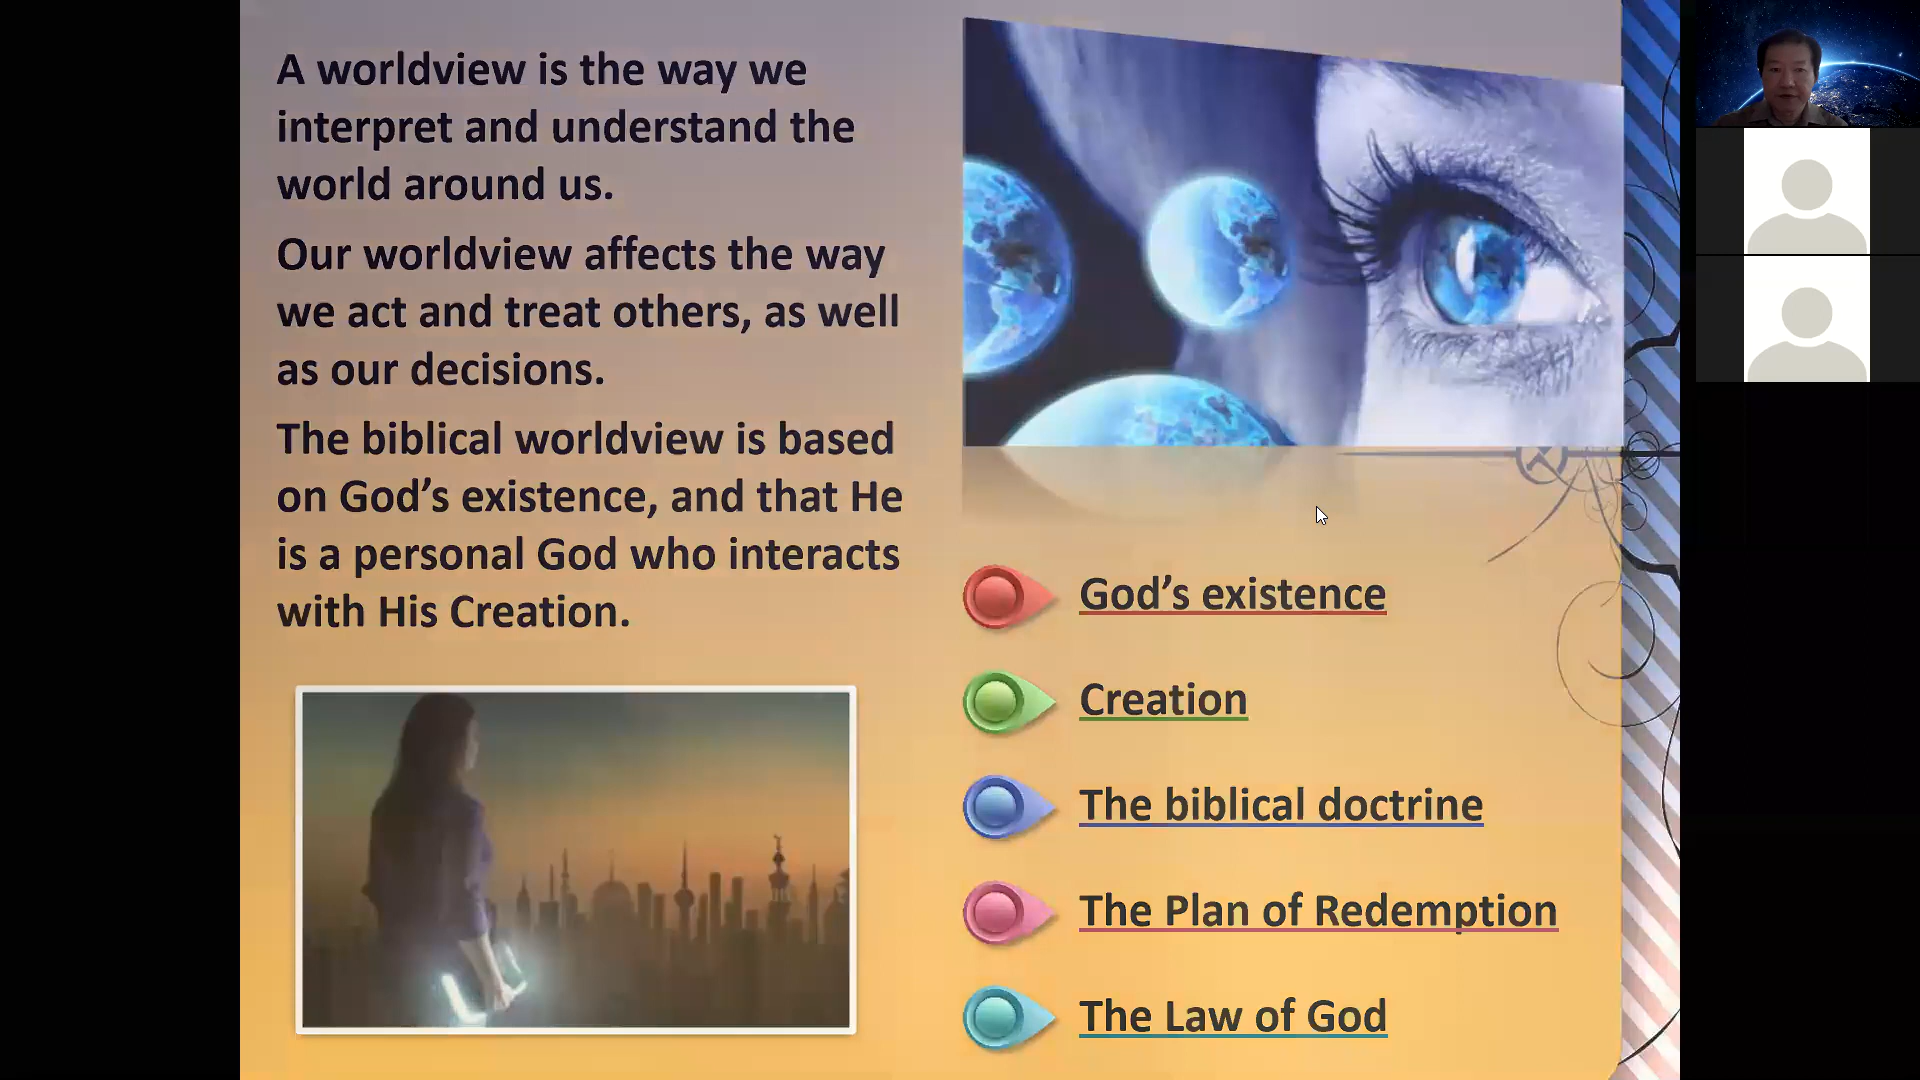 A worldview is the way we
interpret and understand the
world around us.
Our worldview affects the way
we act and treat others, as well
as our decisions.
The biblical worldview is based
on God’s existence, and that He
is a personal God who interacts
with His Creation.
God’s existence
Creation
The biblical doctrine
The Plan of Redemption
The Law of God